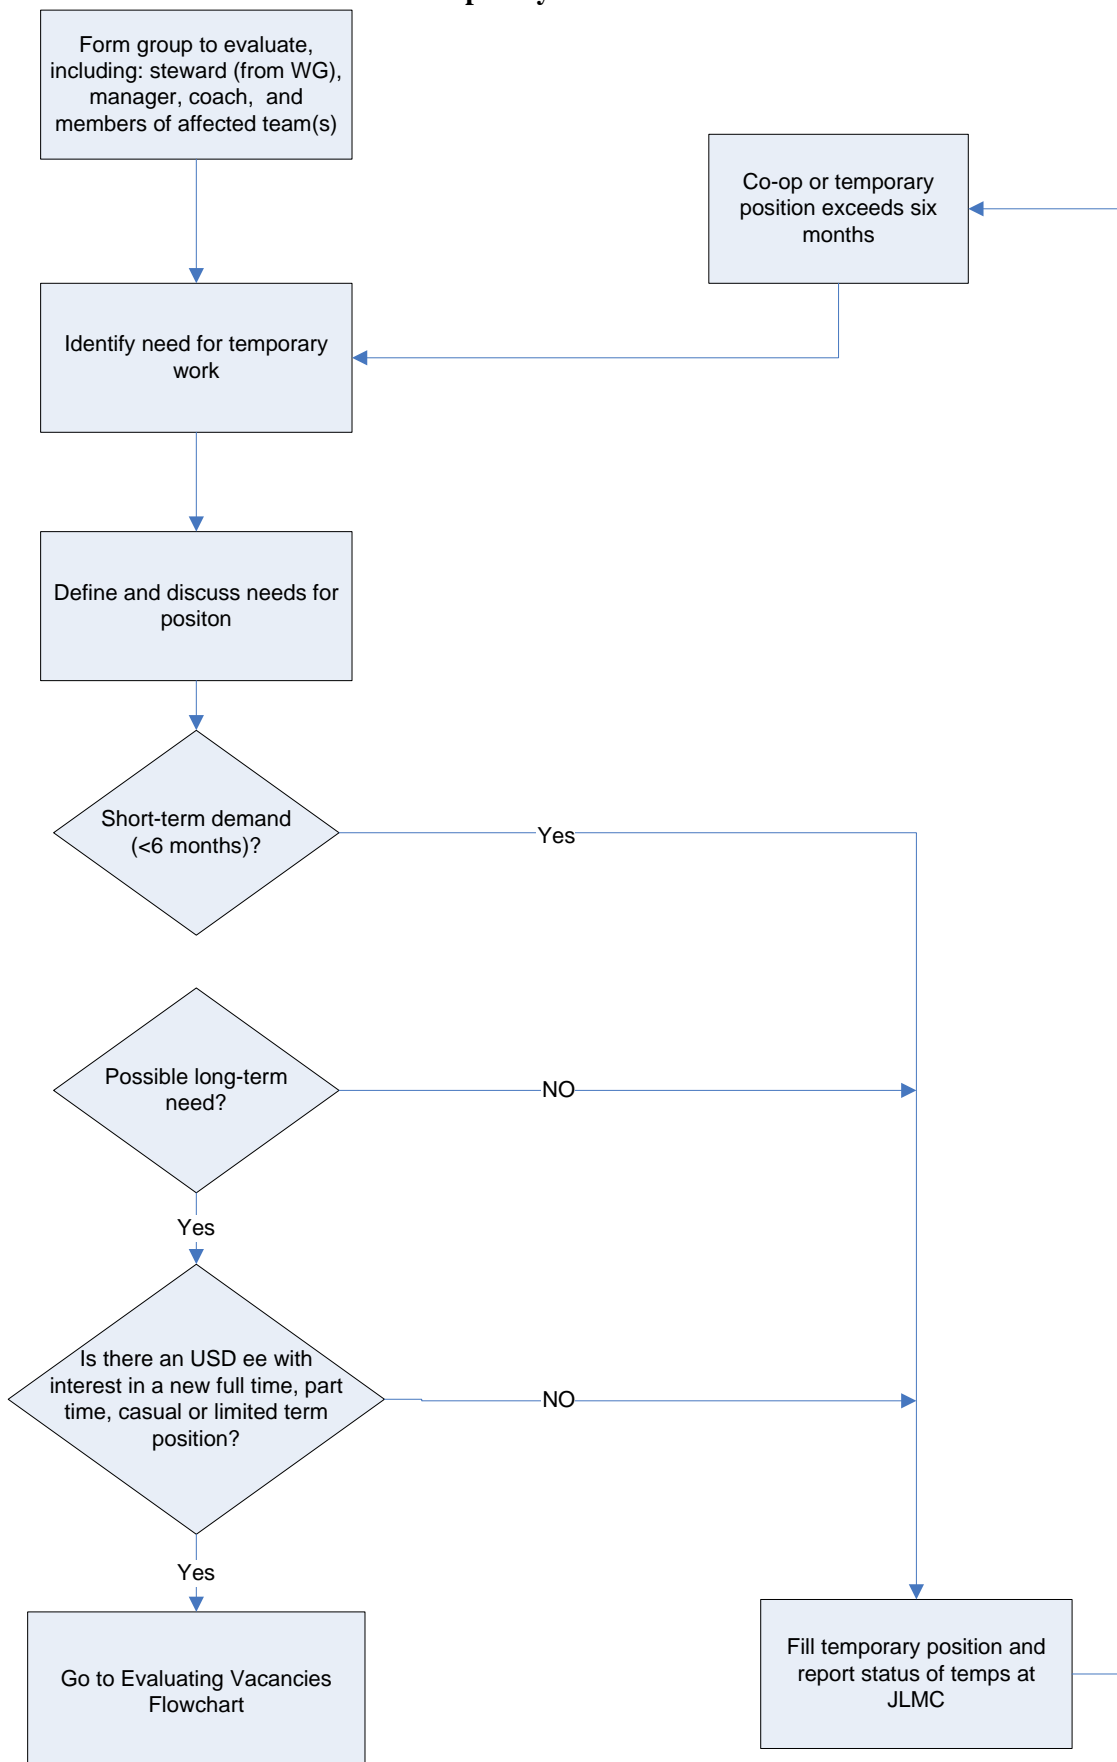 Form group to evaluate,
including: steward (from WG),
manager, coach, and
members of affected team(s)
Co-op or temporary
position exceeds six
months
Identify need for temporary
work
Define and discuss needs for
positon
Short-term demand
(<6 months)?
Yes
Possible long-term
need?
NO
Yes
Is there an USD ee with
interest in a new full time, part
time, casual or limited term
position?
NO
Yes
Go to Evaluating Vacancies
Flowchart
Fill temporary position and
report status of temps at
JLMC